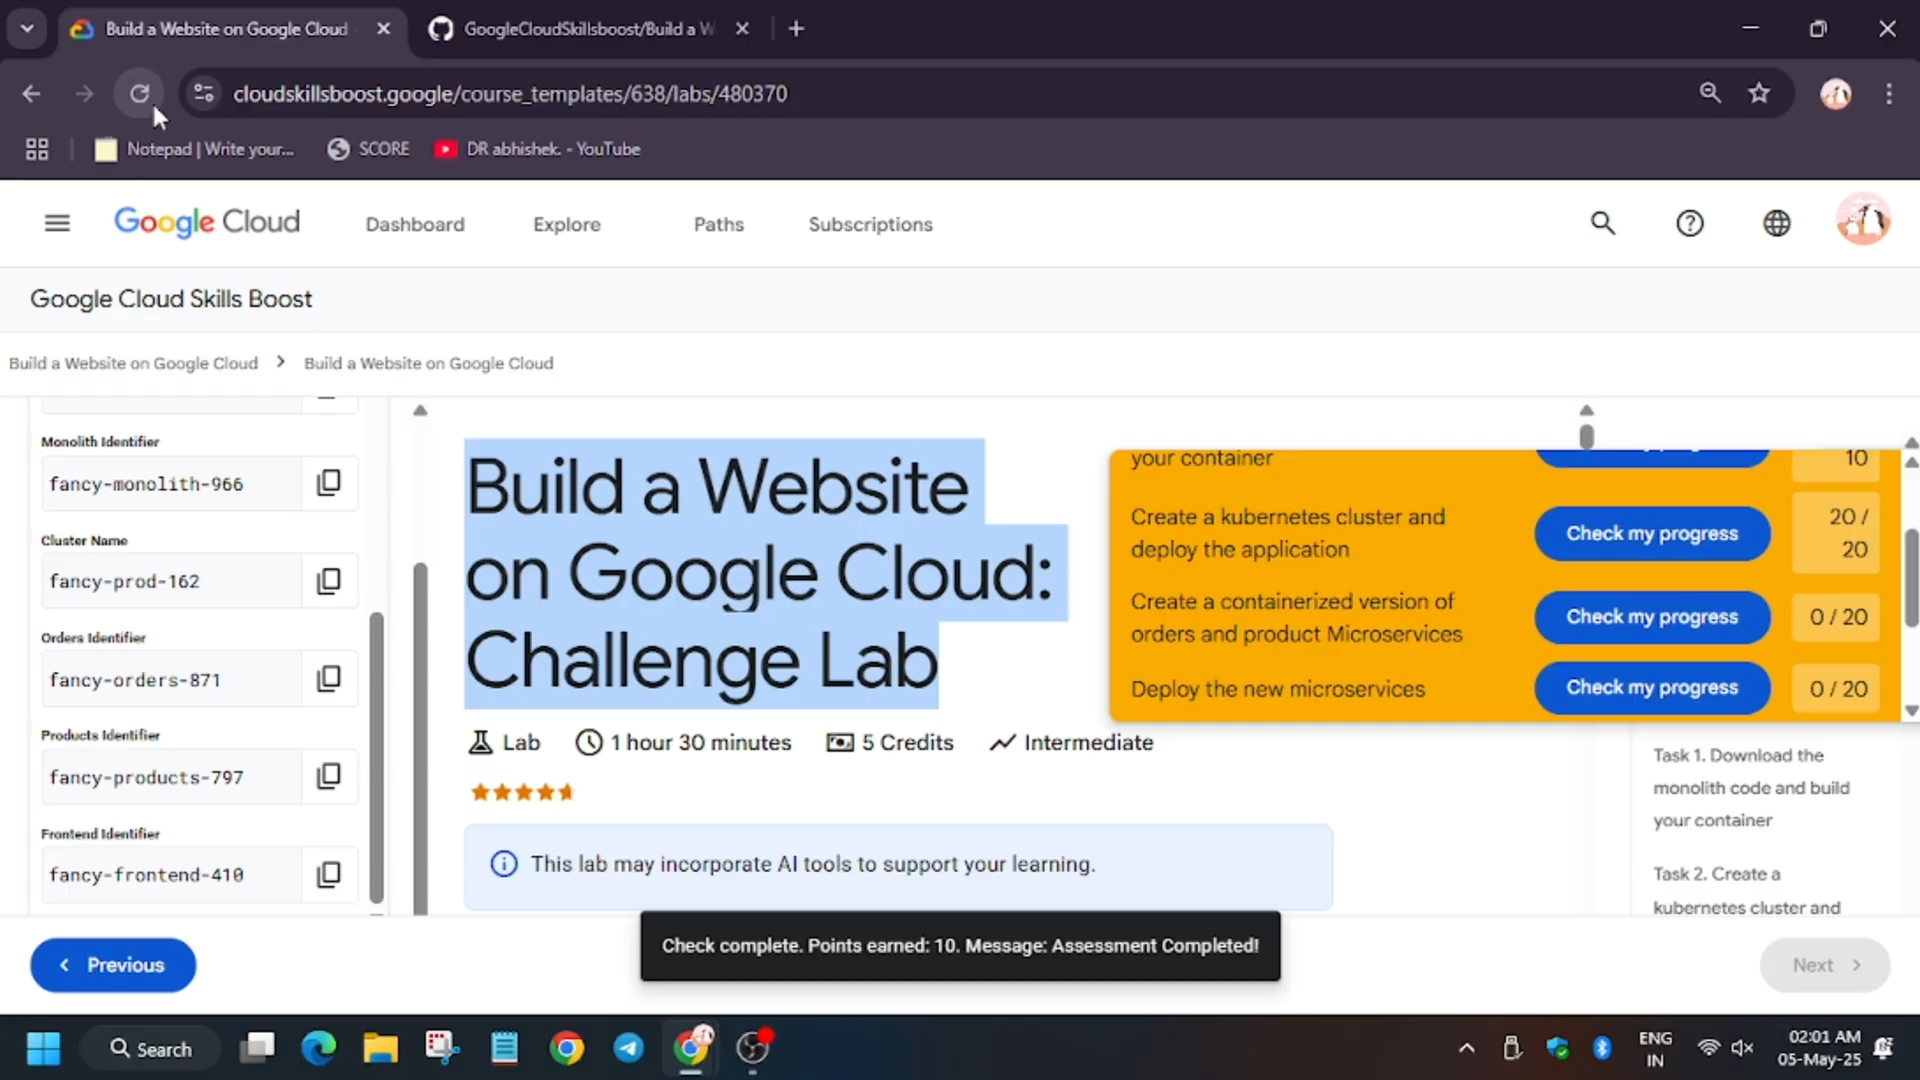 Build a Website on Google Cloud
GoogleCloudSkillsboost/Build a W
cloudskillsboost.google/course_templates/638/labs/480370
Notepad | Write your...
SCORE
DR abhishek. - YouTube
Google Cloud
Dashboard
Explore
Paths
Subscriptions
Google Cloud Skills Boost
Build a Website on Google Cloud
Build a Website on Google Cloud
Monolith Identifier
fancy-monolith-966
Cluster Name
fancy-prod-162
Orders Identifier
fancy-orders-871
Products Identifier
fancy-products-797
Frontend Identifier
fancy-frontend-410
Build a Website
on Google Cloud:
Challenge Lab
Lab
1 hour 30 minutes
5 Credits
Intermediate
This lab may incorporate AI tools to support your learning.
your container
10
Create a kubernetes cluster and
deploy the application
Check my progress
20 /
20
Create a containerized version of
orders and product Microservices
Check my progress
0 / 20
Deploy the new microservices
Check my progress
0 / 20
Task 1. Download the
monolith code and build
your container
Task 2. Create a
kubernetes cluster and
Check complete. Points earned: 10. Message: Assessment Completed!
Previous
Next
Search
ENG
IN
02:01 AM
05-May-25